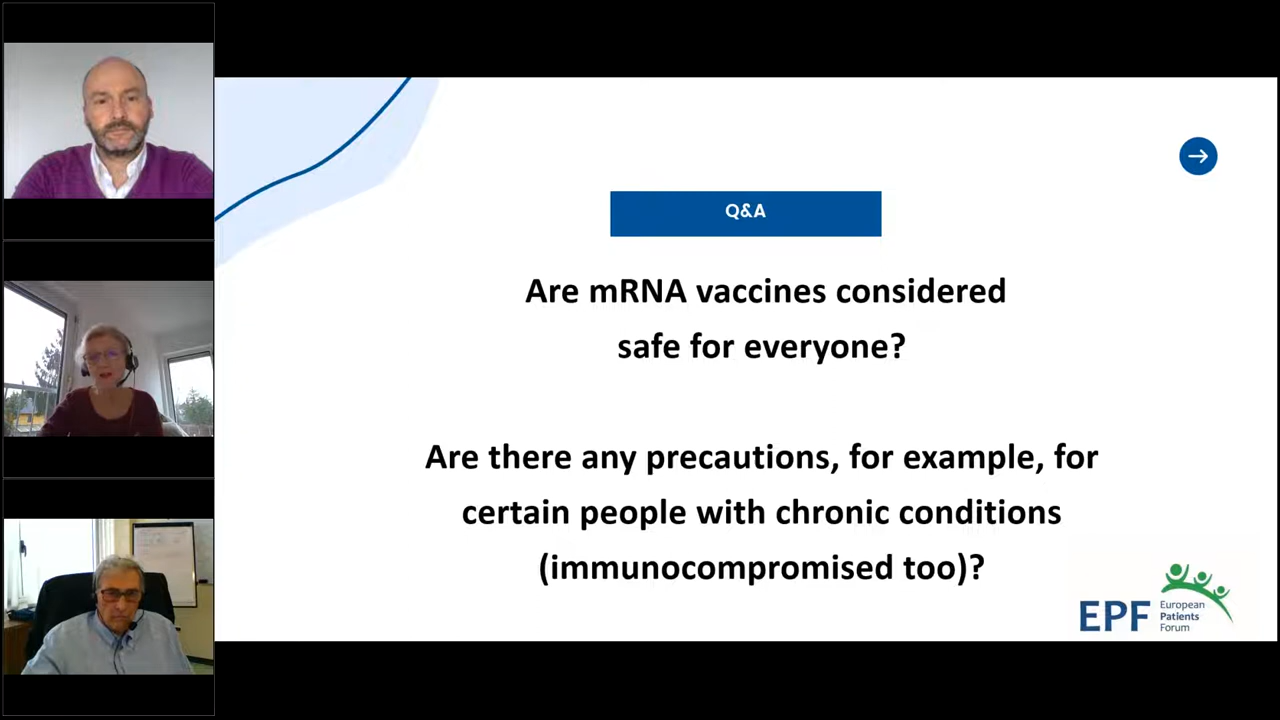 Q&A
Are mRNA vaccines considered
safe for everyone?
Are there any precautions, for example, for
certain people with chronic conditions
(immunocompromised too)?
EPF
European
Patients
Forum